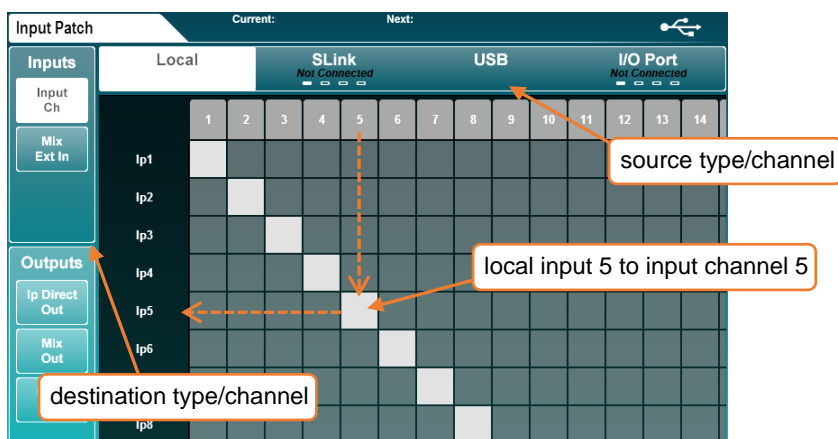 Input Patch
Current:
Next:
Inputs
Input
Ch
Mix
Ext In
Outputs
Ip Direct
Out
Mix
Out
Local
SLink
Not Connected
USB
I/O Port
Not Connected
1 2 3 4 5 6 7 8 9 10 11 12 13 14
Ip1
Ip2
Ip3
Ip4
Ip5
Ip6
Ip8
source type/channel
local input 5 to input channel 5
destination type/channel